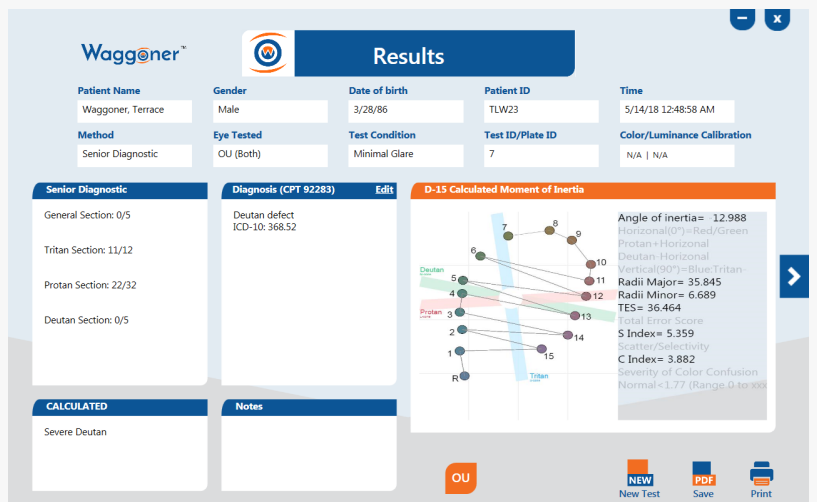 Waggoner™
Results
– x
Patient Name Gender Date of birth Patient ID Time
Waggoner, Terrace Male 3/28/86 TLW23 5/14/18 12:48:58 AM
Method Eye Tested Test Condition Test ID/Plate ID Color/Luminance Calibration
Senior Diagnostic OU (Both) Minimal Glare 7 N/A | N/A
Senior Diagnostic
General Section: 0/5
Tritan Section: 11/12
Protan Section: 22/32
Deutan Section: 0/5
Diagnosis (CPT 92283) Edit
Deutan defect
ICD-10: 368.52
D-15 Calculated Moment of Inertia
7
8
9
6
10
Deutan
5
11
4
12
Protan
3
13
2
14
1
15
R
Tritan
Angle of inertia= -12.988
Horizonal(0°)=Red/Green
Protan+Horizonal
Deutan-Horizonal
Vertical(90°)=Blue:Tritan-
Radii Major= 35.845
Radii Minor= 6.689
TES= 36.464
Total Error Score
S Index= 5.359
Scatter/Selectivity
C Index= 3.882
Severity of Color Confusion
Normal<1.77 (Range 0 to xxx
CALCULATED
Severe Deutan
Notes
OU
NEW
New Test
PDF
Save
Print